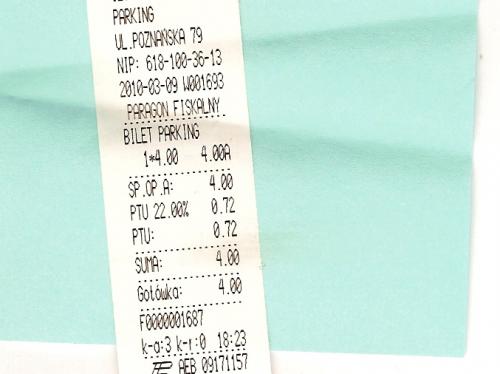 PARKING
UL.POZNAŃSKA 79
NIP: 618-100-36-13
2010-03-09 W001693
PARAGON FISKALNY
BILET PARKING
1*4.00 4.00A
SP.OP.A: 4.00
PTU 22.00% 0.72
PTU: 0.72
SUMA: 4.00
Gotówka: 4.00
F0000001687
k-a:3 k-r:0 18:23
AEB 09171157